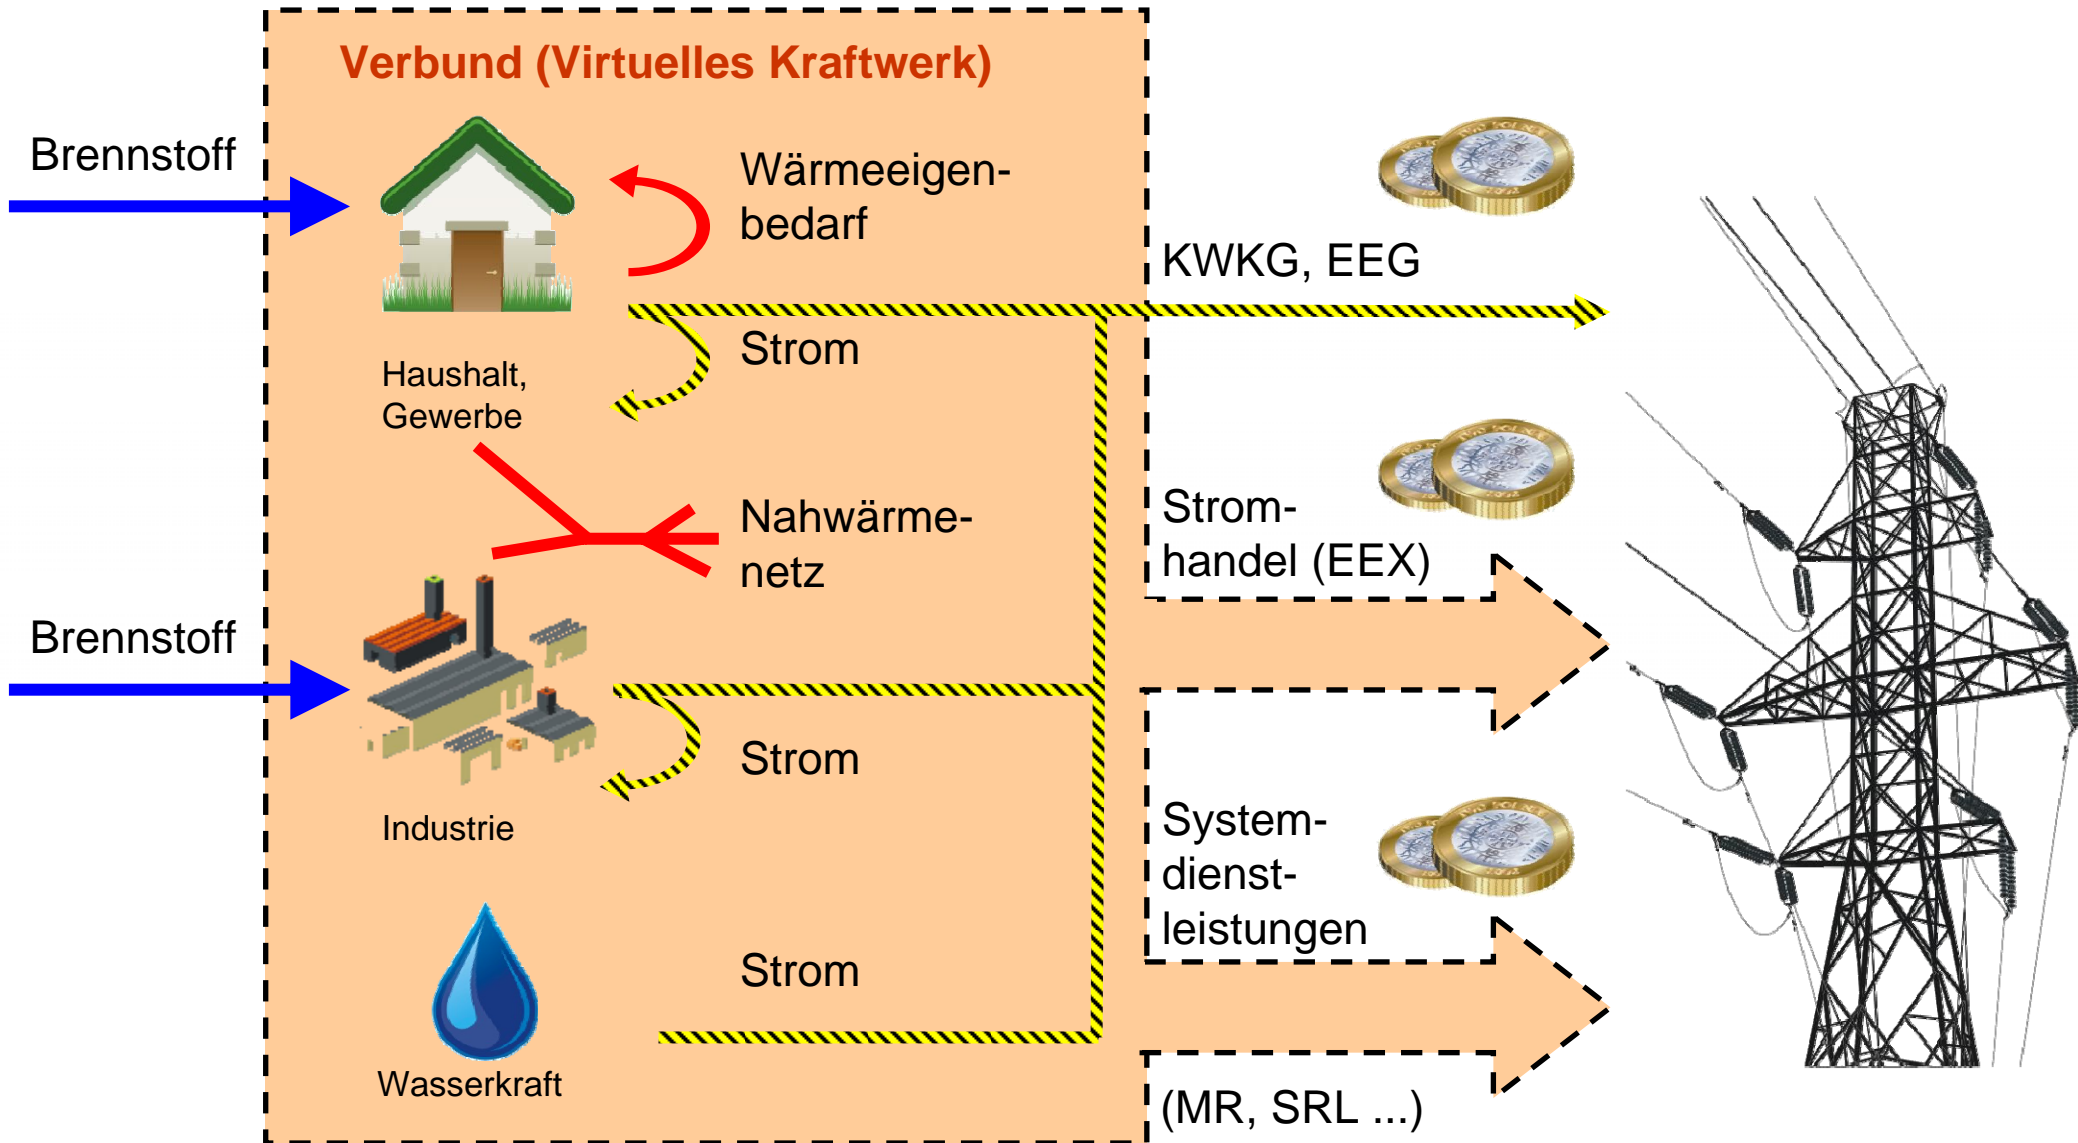 Verbund (Virtuelles Kraftwerk)
Brennstoff
Wärmeeigen-
bedarf
KWKG, EEG
Strom
Haushalt,
Gewerbe
Strom-
handel (EEX)
Nahwärme-
netz
Brennstoff
Strom
Industrie
System-
dienst-
leistungen
Strom
Wasserkraft
(MR, SRL ...)